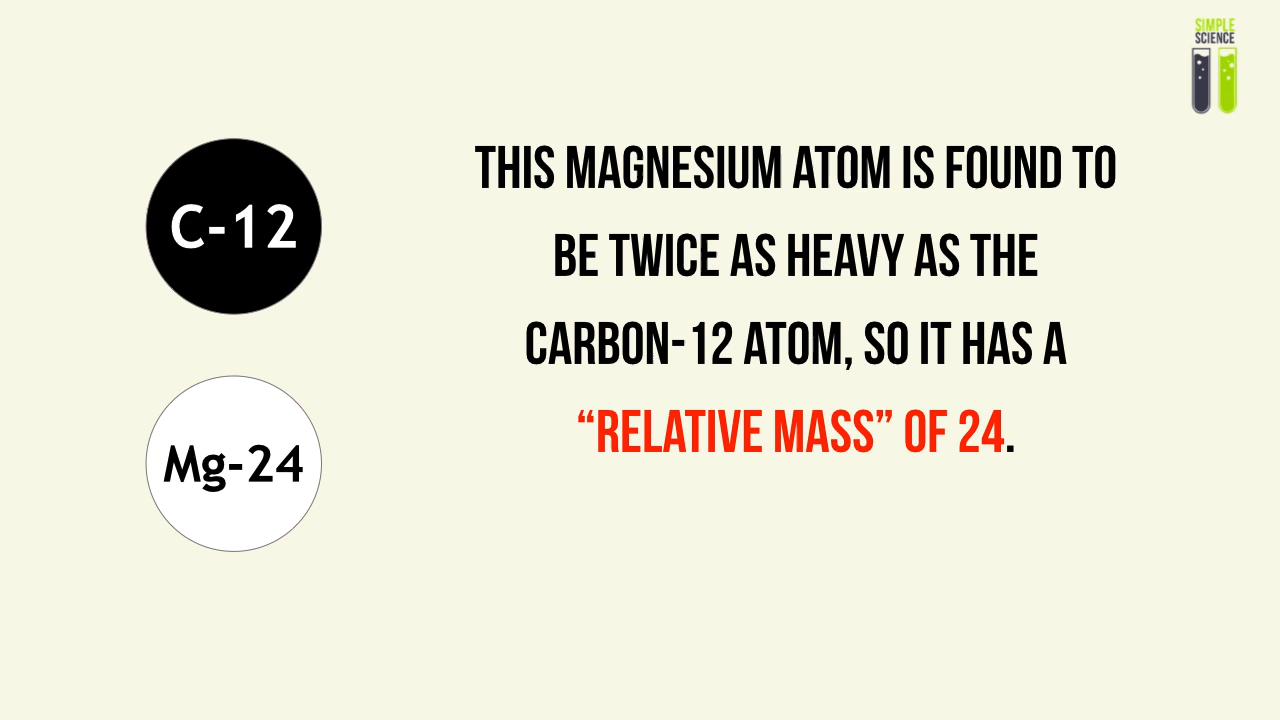 SIMPLE
SCIENCE
C-12
Mg-24
THIS MAGNESIUM ATOM IS FOUND TO
BE TWICE AS HEAVY AS THE
CARBON-12 ATOM, SO IT HAS A
“RELATIVE MASS” OF 24.